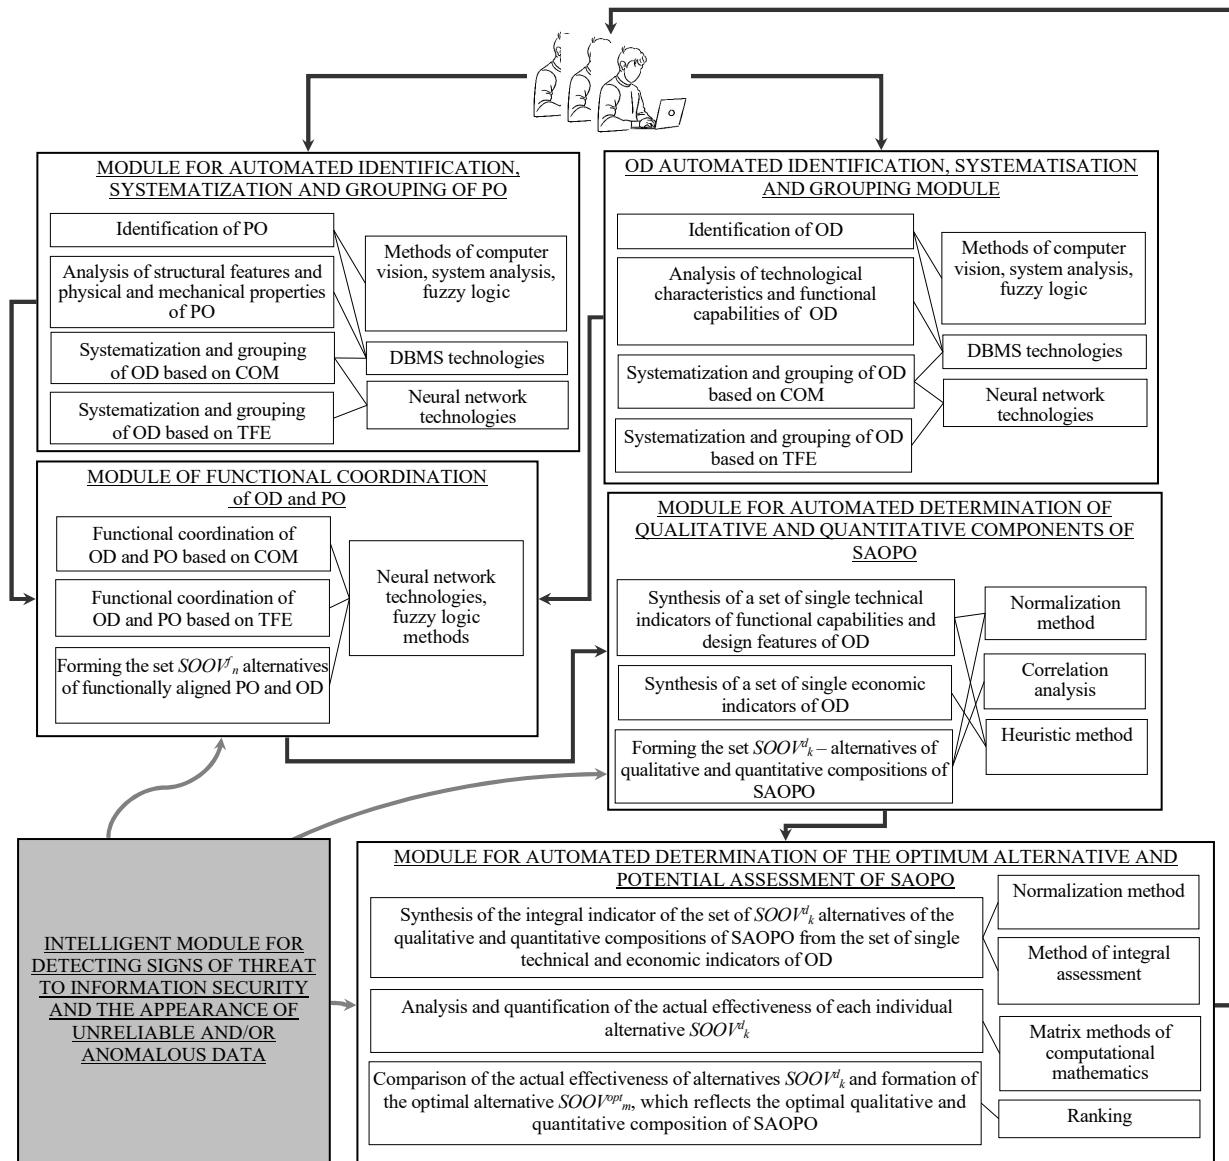 MODULE FOR AUTOMATED IDENTIFICATION,
SYSTEMATIZATION AND GROUPING OF PO
Identification of PO
Analysis of structural features and
physical and mechanical properties
of PO
Systematization and grouping
of OD based on COM
Systematization and grouping
of OD based on TFE
Methods of computer
vision, system analysis,
fuzzy logic
DBMS technologies
Neural network
technologies
OD AUTOMATED IDENTIFICATION, SYSTEMATISATION
AND GROUPING MODULE
Identification of OD
Analysis of technological
characteristics and functional
capabilities of OD
Systematization and grouping of OD
based on COM
Systematization and grouping of OD
based on TFE
Methods of computer
vision, system analysis,
fuzzy logic
DBMS technologies
Neural network
technologies
MODULE OF FUNCTIONAL COORDINATION
of OD and PO
Functional coordination of
OD and PO based on COM
Functional coordination of
OD and PO based on TFE
Forming the set SOOVᶠₙ alternatives
of functionally aligned PO and OD
Neural network
technologies,
fuzzy logic
methods
MODULE FOR AUTOMATED DETERMINATION OF
QUALITATIVE AND QUANTITATIVE COMPONENTS OF
SAOPO
Synthesis of a set of single technical
indicators of functional capabilities and
design features of OD
Synthesis of a set of single economic
indicators of OD
Forming the set SOOVᵈₖ – alternatives of
qualitative and quantitative compositions of
SAOPO
Normalization
method
Correlation
analysis
Heuristic method
INTELLIGENT MODULE FOR
DETECTING SIGNS OF THREAT
TO INFORMATION SECURITY
AND THE APPEARANCE OF
UNRELIABLE AND/OR
ANOMALOUS DATA
MODULE FOR AUTOMATED DETERMINATION OF THE OPTIMUM ALTERNATIVE AND
POTENTIAL ASSESSMENT OF SAOPO
Synthesis of the integral indicator of the set of SOOVᵈₖ alternatives of the
qualitative and quantitative compositions of SAOPO from the set of single
technical and economic indicators of OD
Analysis and quantification of the actual effectiveness of each individual
alternative SOOVᵈₖ
Comparison of the actual effectiveness of alternatives SOOVᵈₖ and formation of
the optimal alternative SOOVᵒᵖᵗₘ, which reflects the optimal qualitative and
quantitative composition of SAOPO
Normalization method
Method of integral
assessment
Matrix methods of
computational
mathematics
Ranking